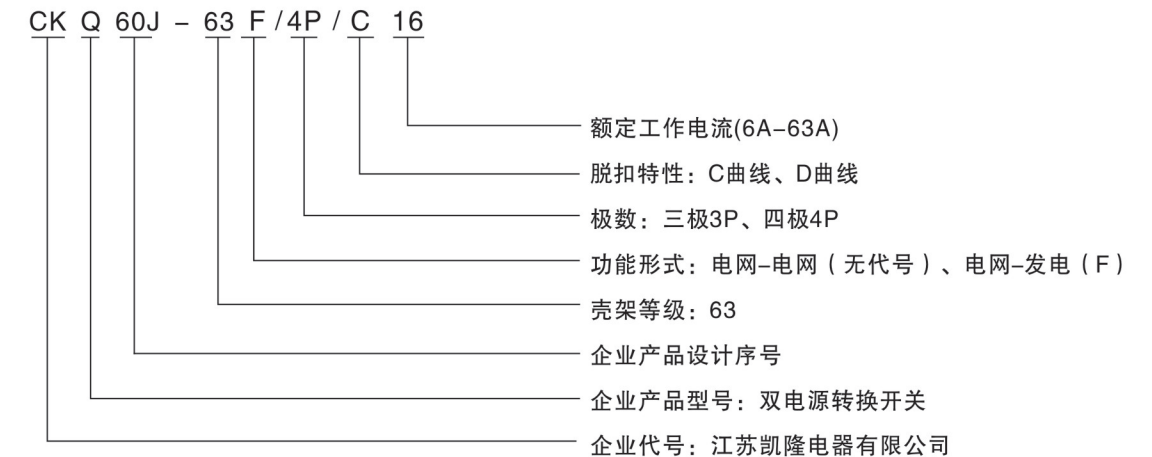 CK Q 60J - 63 F /4P / C 16
额定工作电流(6A-63A)
脱扣特性：C曲线、D曲线
极数：三极3P、四极4P
功能形式：电网-电网（无代号）、电网-发电（F）
壳架等级：63
企业产品设计序号
企业产品型号：双电源转换开关
企业代号：江苏凯隆电器有限公司